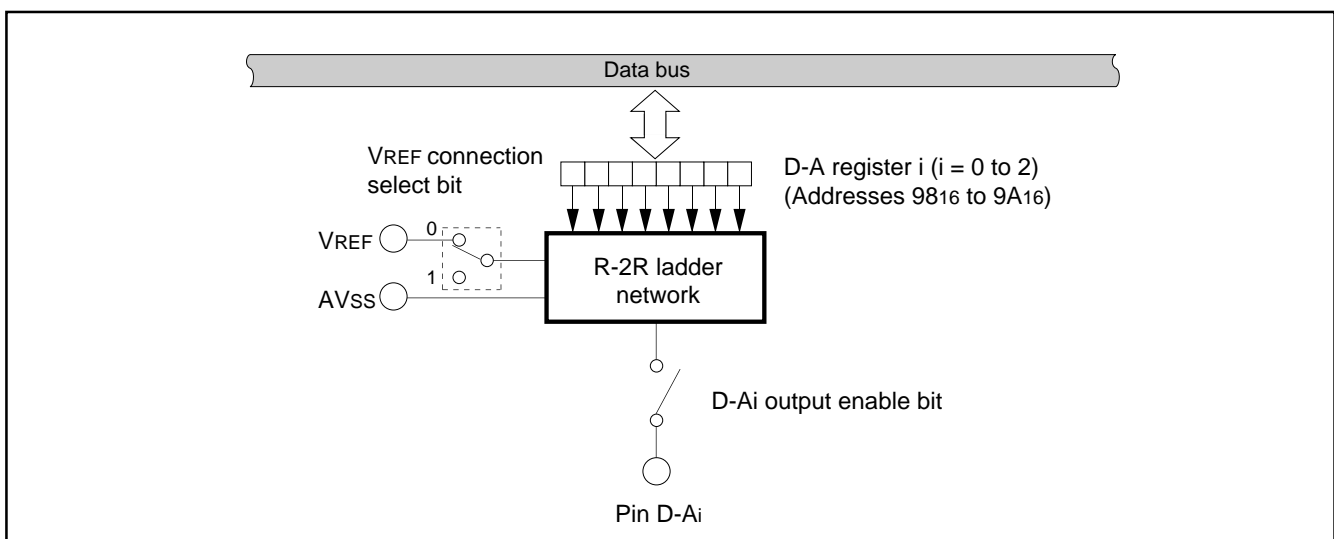 Data bus
VREF connection
select bit
D-A register i (i = 0 to 2)
(Addresses 9816 to 9A16)
VREF
0
1
AVSS
R-2R ladder
network
D-Ai output enable bit
Pin D-Ai